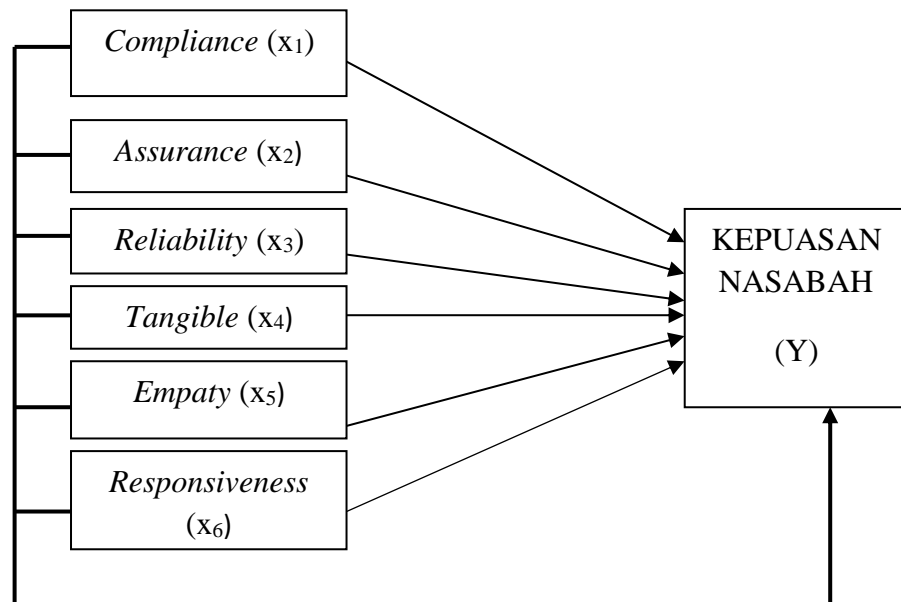 Compliance (x₁)
Assurance (x₂)
Reliability (x₃)
Tangible (x₄)
Empaty (x₅)
Responsiveness
(x₆)
KEPUASAN
NASABAH
(Y)